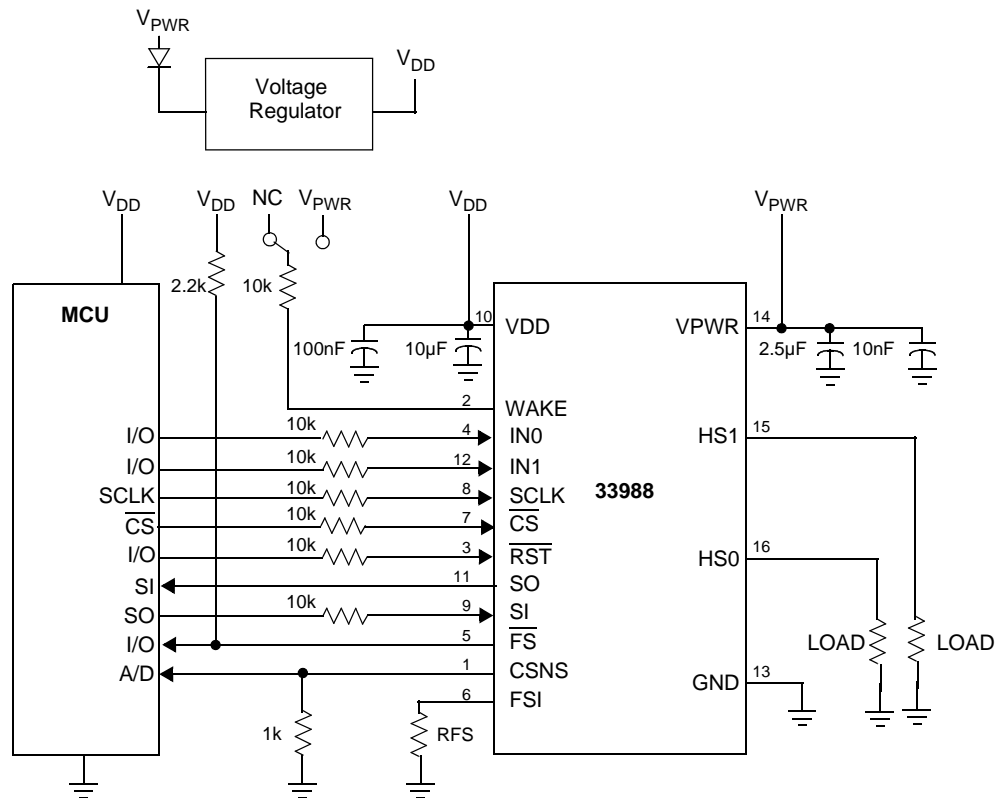 VPWR
Voltage
Regulator
VDD
VDD
VDD
NC
VPWR
VDD
VPWR
2.2k
10k
MCU
100nF
10µF
10
VDD
VPWR
14
2.5µF
10nF
2
WAKE
I/O
10k
4
IN0
HS1
15
I/O
10k
12
IN1
SCLK
10k
8
SCLK
33988
CS
10k
7
CS
I/O
10k
3
RST
HS0
16
SI
11
SO
SO
10k
9
SI
I/O
5
FS
LOAD
LOAD
A/D
1
CSNS
GND
13
6
FSI
1k
RFS